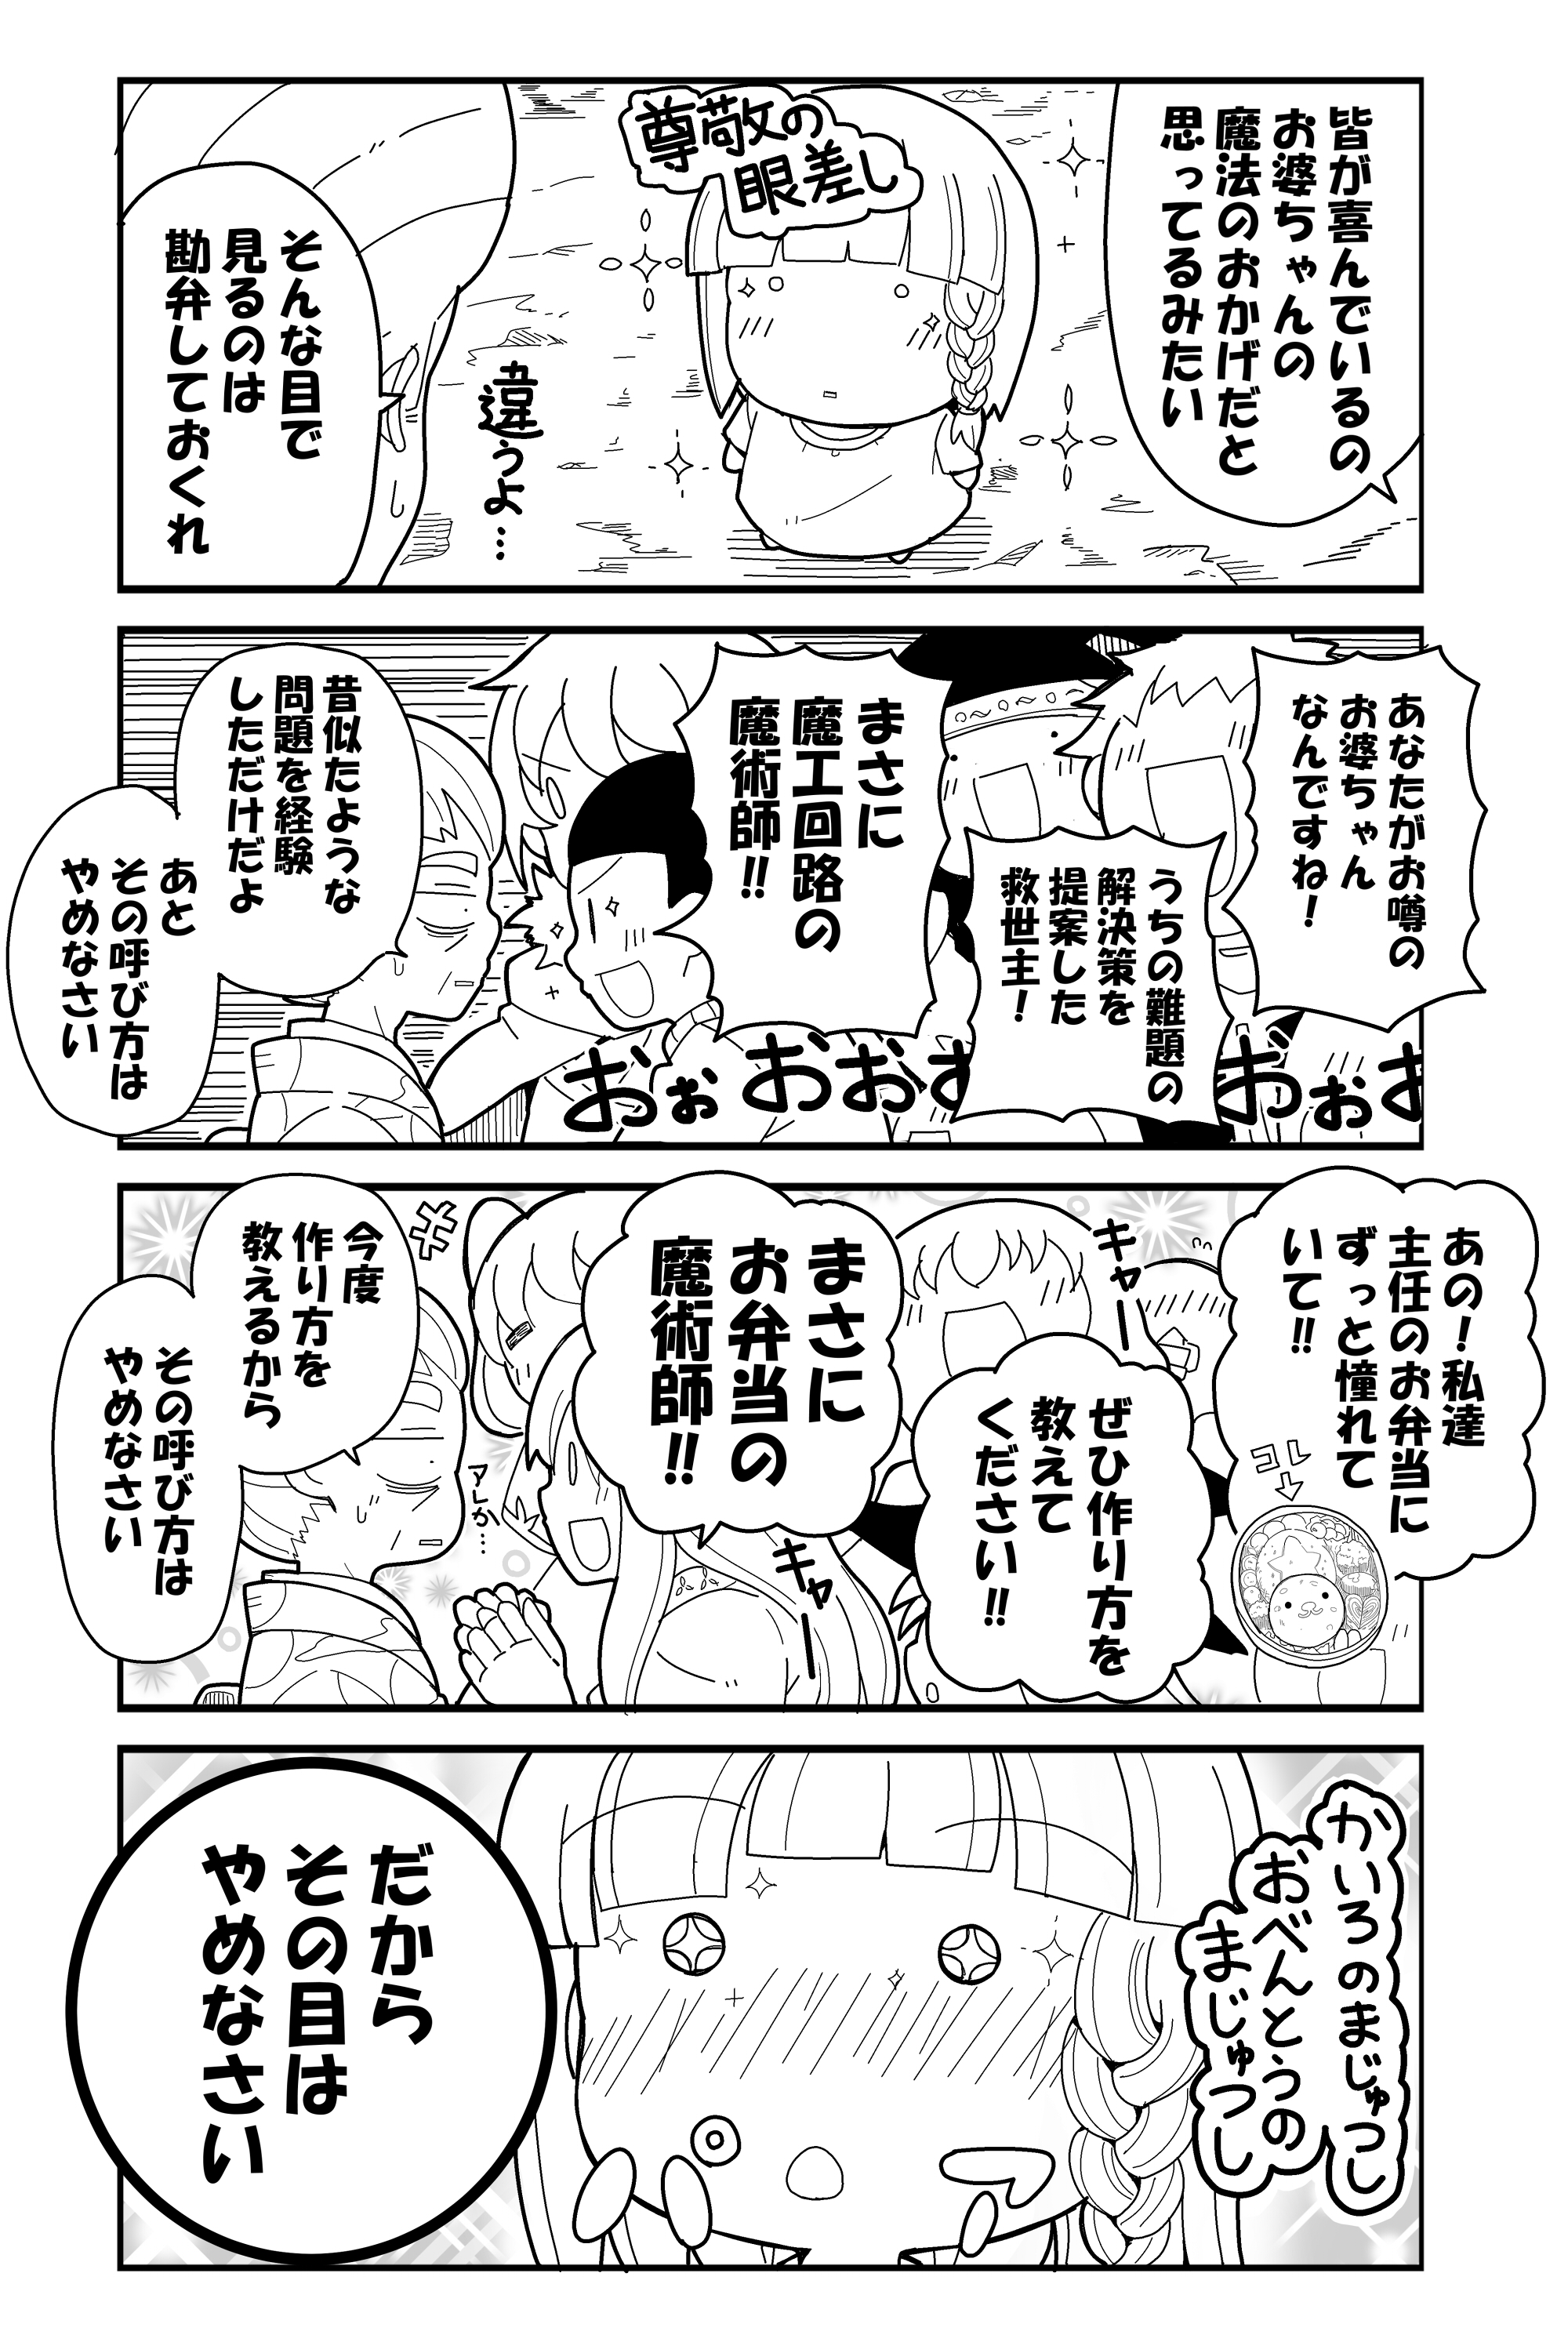 皆が喜んでいるの
お婆ちゃんの
魔法のおかげだと
思ってるみたい
尊敬の
眼差し
違うよ…
そんな目で
見るのは
勘弁しておくれ
あなたがお噂の
お婆ちゃん
なんですね!
うちの難題の
解決策を
提案した
救世主!
まさに
魔工回路の
魔術師!!
おぉおおお
おぉお
昔似たような
問題を経験
しただけだよ
あと
その呼び方は
やめなさい
あの!私達
主任のお弁当に
ずっと憧れて
いて!!
コレ
キャー
ぜひ作り方を
教えて
ください!!
まさに
お弁当の
魔術師!!
キャー
キ
アレか…
今度
作り方を
教えるから
その呼び方は
やめなさい
かいろのまじゅつし
おべんとうの
まじゅつし
だから
その目は
やめなさい